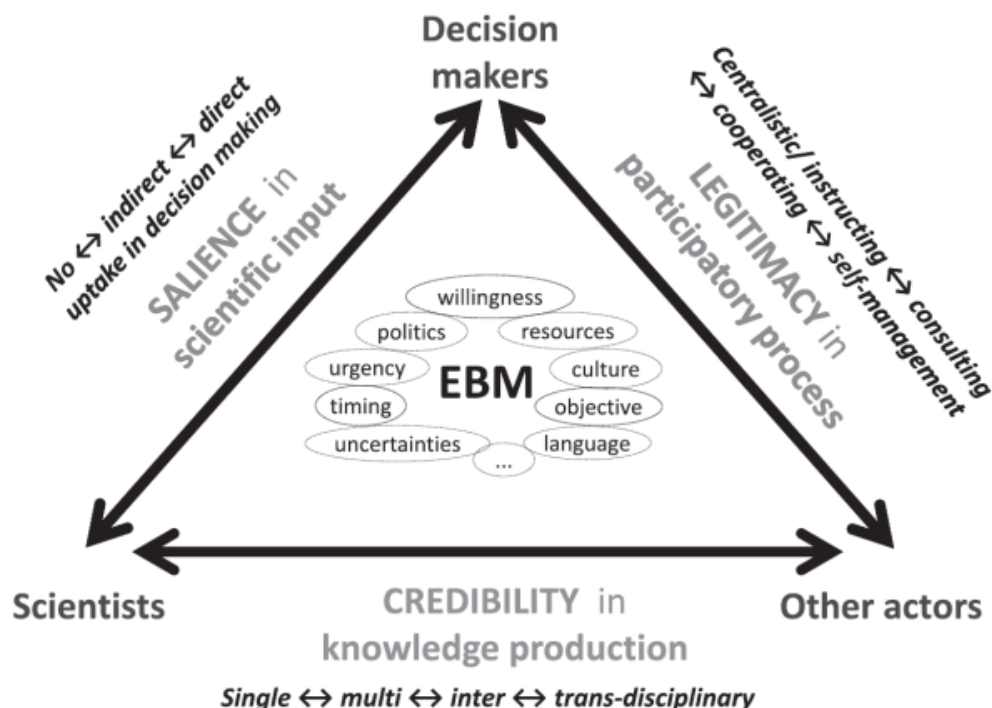 Decision
makers
No ↔ indirect ↔ direct
uptake in decision making
SALIENCE in
scientific input
Centralistic/ instructing ↔ consulting
↔ cooperating ↔ self-management
LEGITIMACY in
participatory process
willingness
politics
resources
urgency
culture
EBM
timing
objective
uncertainties
language
...
Scientists
Other actors
CREDIBILITY in
knowledge production
Single ↔ multi ↔ inter ↔ trans-disciplinary